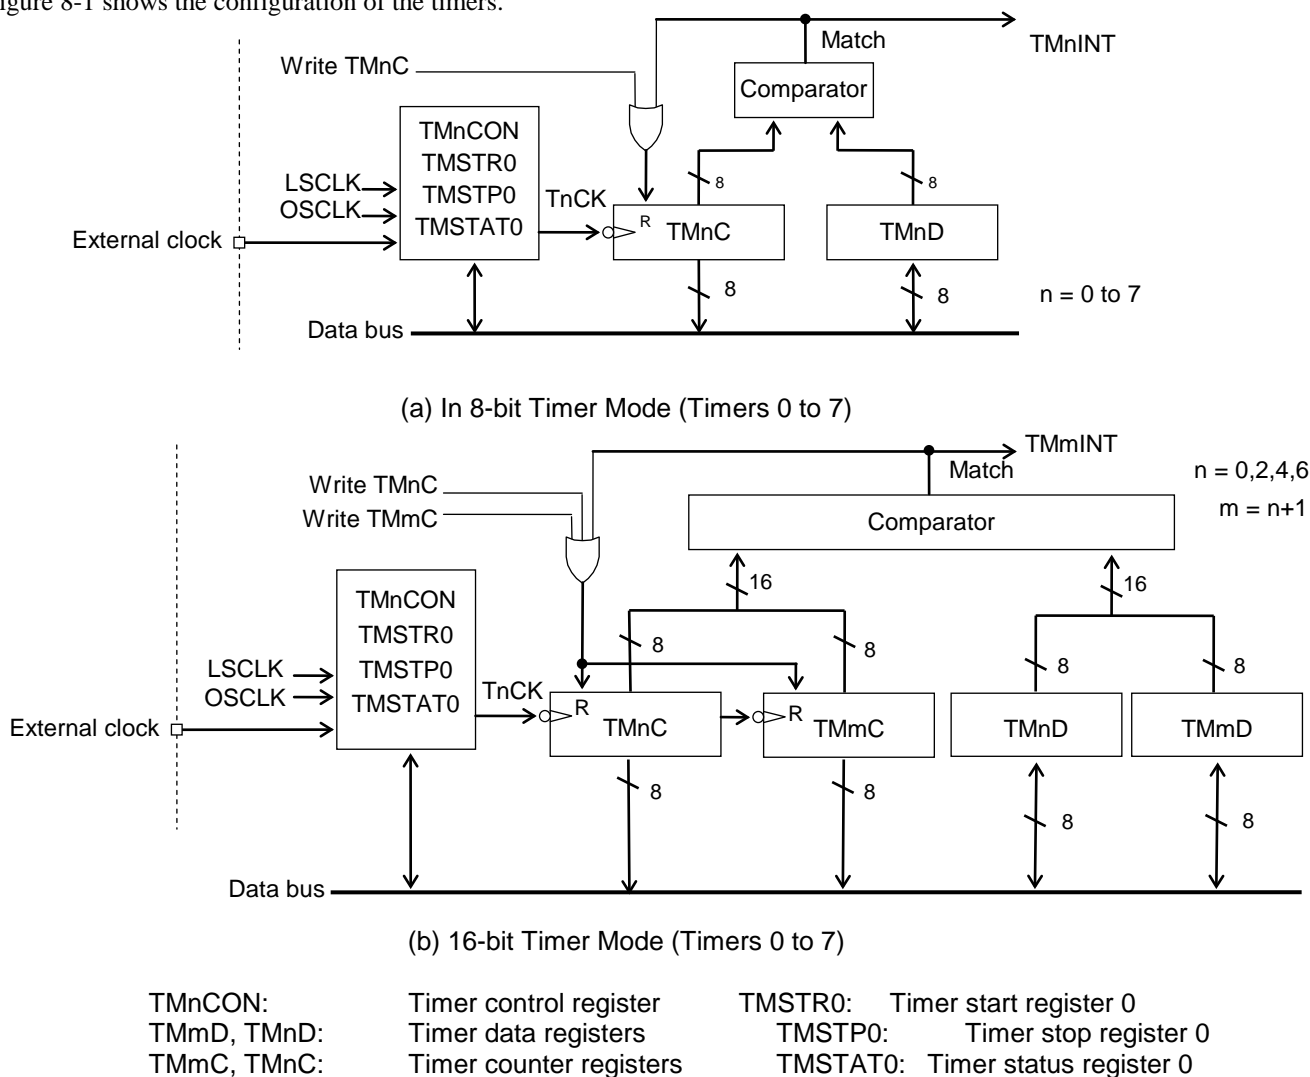 Figure 8-1 shows the configuration of the timers.
Write TMnC
Match
TMnINT
Comparator
TMnCON
TMSTR0
TMSTP0
TMSTAT0
LSCLK
OSCLK
External clock
TnCK
R
TMnC
TMnD
8
8
8
8
n = 0 to 7
Data bus
(a) In 8-bit Timer Mode (Timers 0 to 7)
TMmINT
Match
n = 0,2,4,6
m = n+1
Write TMnC
Write TMmC
Comparator
16
16
TMnCON
TMSTR0
TMSTP0
TMSTAT0
LSCLK
OSCLK
External clock
TnCK
8
8
8
8
R
TMnC
R
TMmC
TMnD
TMmD
8
8
8
8
Data bus
(b) 16-bit Timer Mode (Timers 0 to 7)
TMnCON: Timer control register TMSTR0: Timer start register 0
TMmD, TMnD: Timer data registers TMSTP0: Timer stop register 0
TMmC, TMnC: Timer counter registers TMSTAT0: Timer status register 0